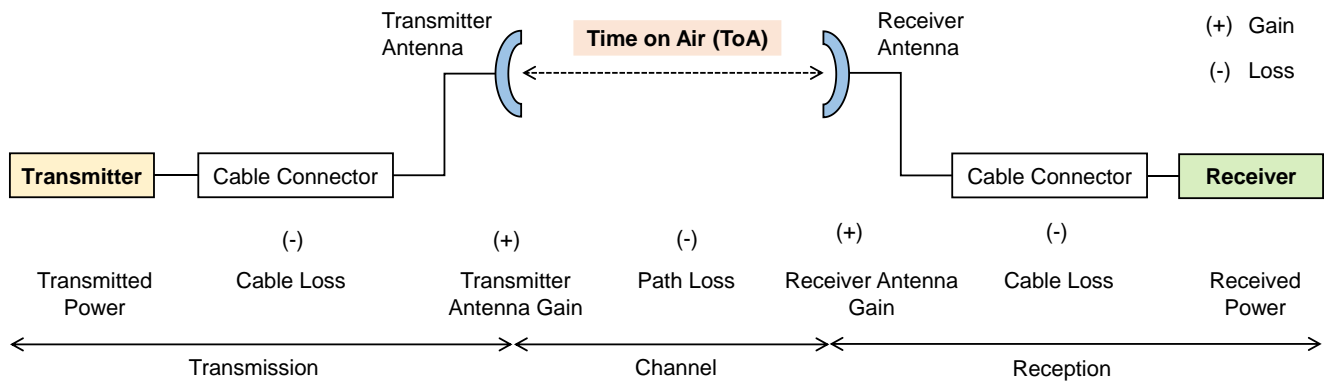 Transmitter
Antenna
Time on Air (ToA)
Receiver
Antenna
(+) Gain
(-) Loss
Transmitter
Cable Connector
Cable Connector
Receiver
(-)
(+)
(-)
(+)
(-)
Transmitted
Power
Cable Loss
Transmitter
Antenna Gain
Path Loss
Receiver Antenna
Gain
Cable Loss
Received
Power
Transmission
Channel
Reception